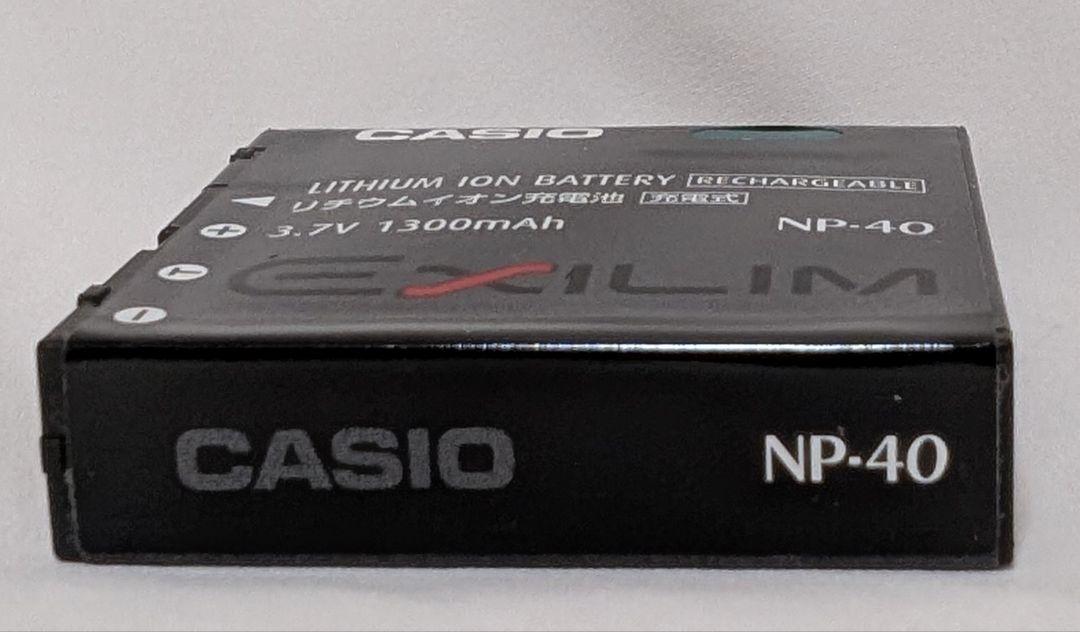 CASIO
LITHIUM ION BATTERY RECHARGEABLE
リチウムイオン充電池 充電式
+ 3.7V 1300mAh NP-40
T EXILIM
−
CASIO NP-40